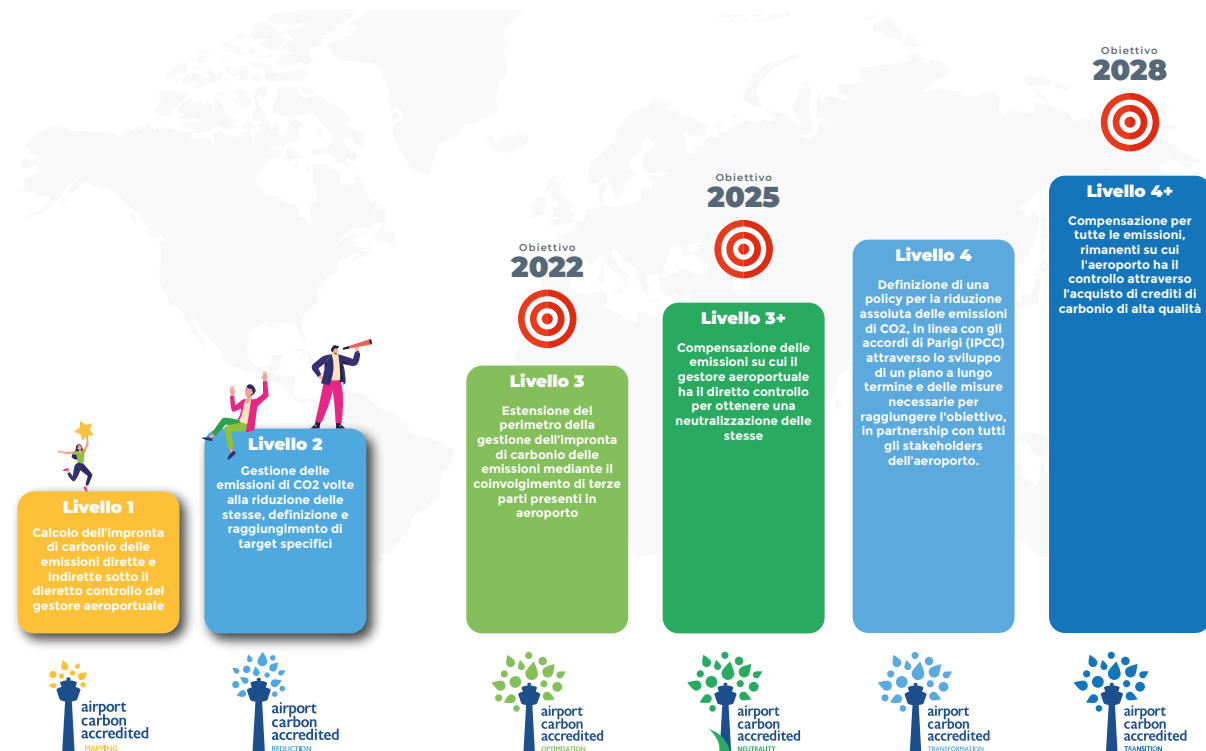 Livello 1
Calcolo dell'impronta
di carbonio delle
emissioni dirette e
indirette sotto il
dieretto controllo del
gestore aeroportuale
airport
carbon
accredited
MAPPING
Livello 2
Gestione delle
emissioni di CO2 volte
alla riduzione delle
stesse, definizione e
raggiungimento di
target specifici
airport
carbon
accredited
REDUCTION
Obiettivo
2022
Livello 3
Estensione del
perimetro della
gestione dell'impronta
di carbonio delle
emissioni mediante il
coinvolgimento di terze
parti presenti in
aeroporto
airport
carbon
accredited
OPTIMISATION
Obiettivo
2025
Livello 3+
Compensazione delle
emissioni su cui il
gestore aeroportuale
ha il diretto controllo
per ottenere una
neutralizzazione delle
stesse
airport
carbon
accredited
NEUTRALITY
Livello 4
Definizione di una
policy per la riduzione
assoluta delle emissioni
di CO2, in linea con gli
accordi di Parigi (IPCC)
attraverso lo sviluppo
di un piano a lungo
termine e delle misure
necessarie per
raggiungere l'obiettivo,
in partnership con tutti
gli stakeholders
dell'aeroporto.
airport
carbon
accredited
TRANSFORMATION
Obiettivo
2028
Livello 4+
Compensazione per
tutte le emissioni,
rimanenti su cui
l'aeroporto ha il
controllo attraverso
l'acquisto di crediti di
carbonio di alta qualità
airport
carbon
accredited
TRANSITION